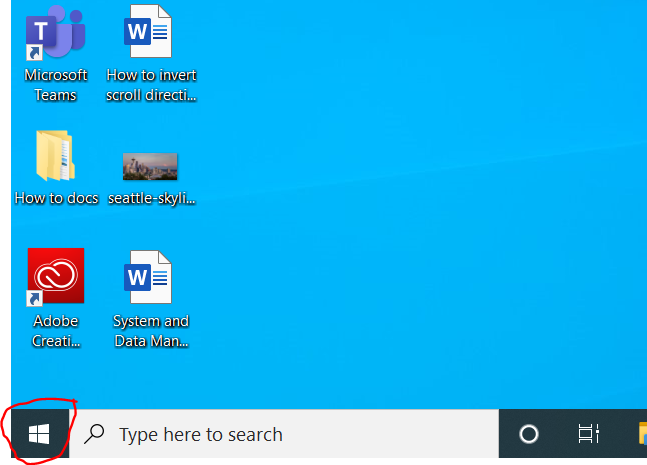 Microsoft
Teams
How to invert
scroll directi...
How to docs
seattle-skyli...
Adobe
Creati...
System and
Data Man...
Type here to search